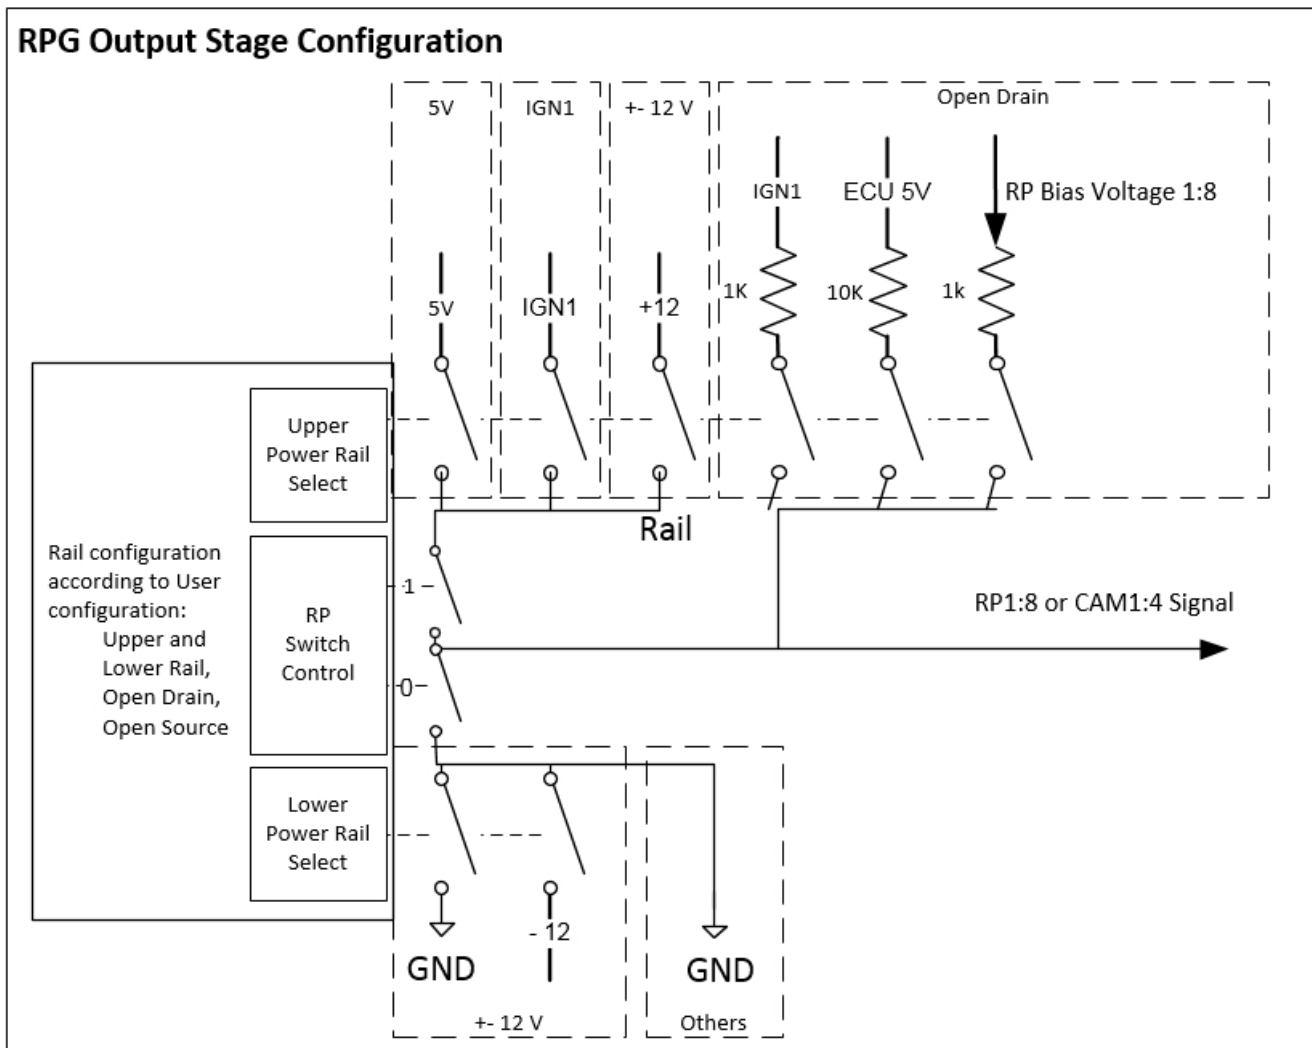 RPG Output Stage Configuration
5V
IGN1
+- 12 V
Open Drain
IGN1
ECU 5V
RP Bias Voltage 1:8
5V
IGN1
+12
1K
10K
1k
Upper
Power Rail
Select
Rail
Rail configuration
according to User
configuration:
Upper and
Lower Rail,
Open Drain,
Open Source
RP
Switch
Control
1
0
RP1:8 or CAM1:4 Signal
Lower
Power Rail
Select
GND
- 12
GND
+- 12 V
Others